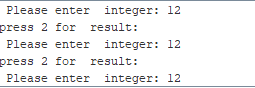 Please enter  integer: 12
press 2 for  result:
 Please enter  integer: 12
press 2 for  result:
 Please enter  integer: 12